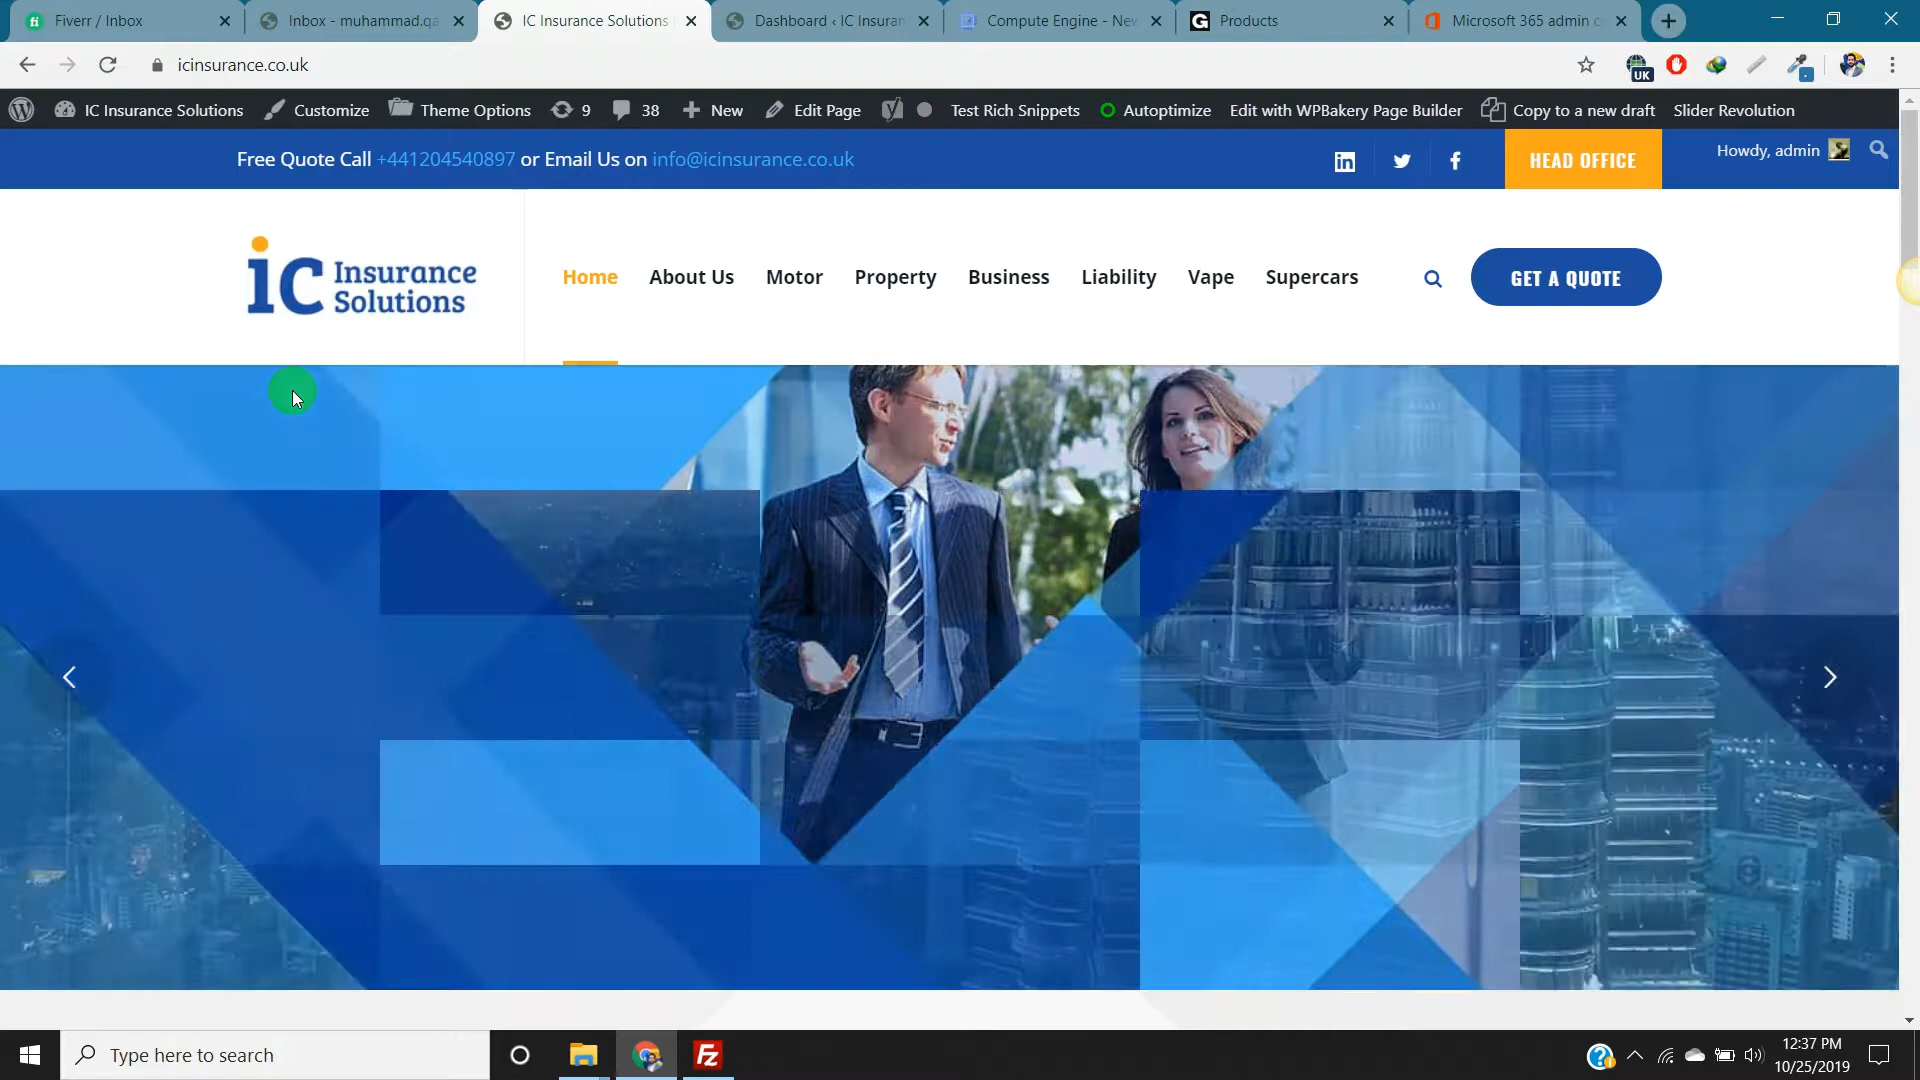 Fiverr / Inbox
Inbox - muhammad.qa
IC Insurance Solutions
Dashboard ‹ IC Insuran
Compute Engine - Nev
Products
Microsoft 365 admin c
icinsurance.co.uk
UK
IC Insurance Solutions Customize Theme Options 9 38 New Edit Page Test Rich Snippets Autoptimize Edit with WPBakery Page Builder Copy to a new draft Slider Revolution
Free Quote Call +441204540897 or Email Us on info@icinsurance.co.uk
HEAD OFFICE
Howdy, admin
ic Insurance Solutions
Home About Us Motor Property Business Liability Vape Supercars
GET A QUOTE
Type here to search
12:37 PM
10/25/2019